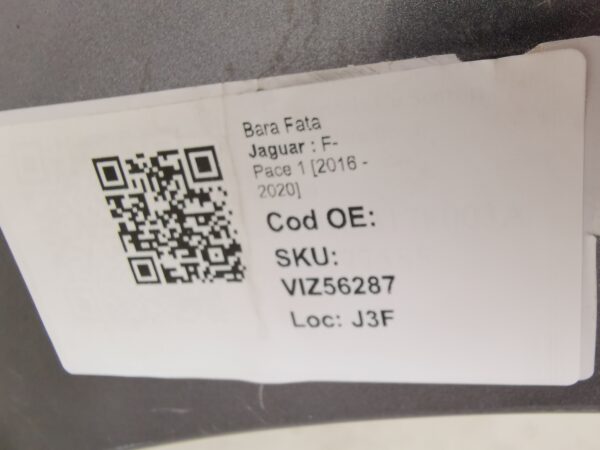 Bara Fata
Jaguar : F-
Pace 1 [2016 -
2020]
Cod OE:
SKU:
VIZ56287
Loc: J3F